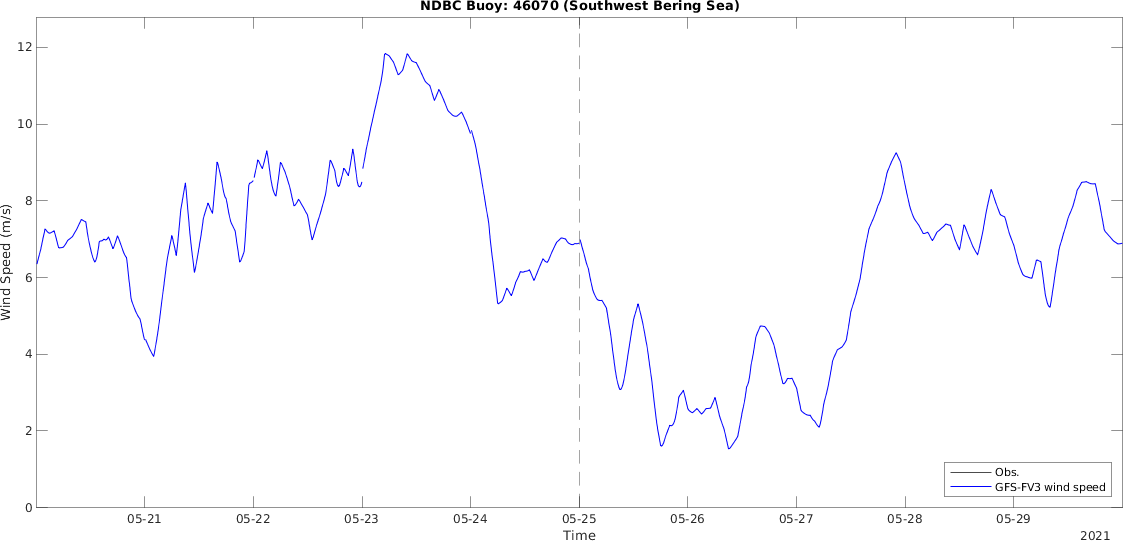 NDBC Buoy: 46070 (Southwest Bering Sea)
12
10
8
6
4
2
0
Wind Speed (m/s)
Obs.
GFS-FV3 wind speed
05-21 05-22 05-23 05-24 05-25 05-26 05-27 05-28 05-29
Time
2021